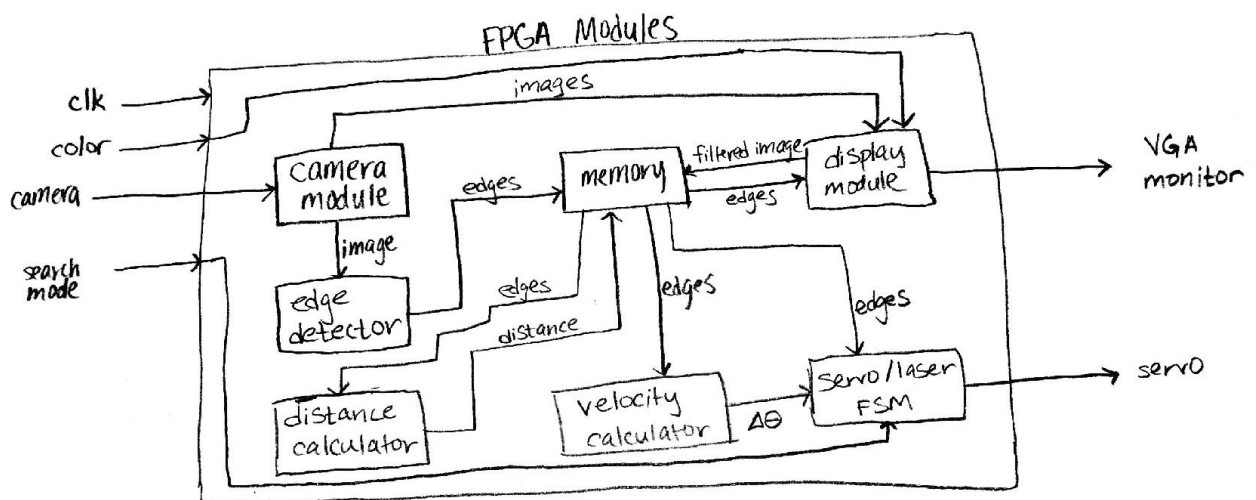 FPGA Modules
clk
color
camera
search
mode
images
camera
module
image
edge
detector
edges
memory
filtered image
edges
display
module
VGA
monitor
edges
distance
edges
edges
distance
calculator
velocity
calculator
ΔΘ
servo/laser
FSM
servo